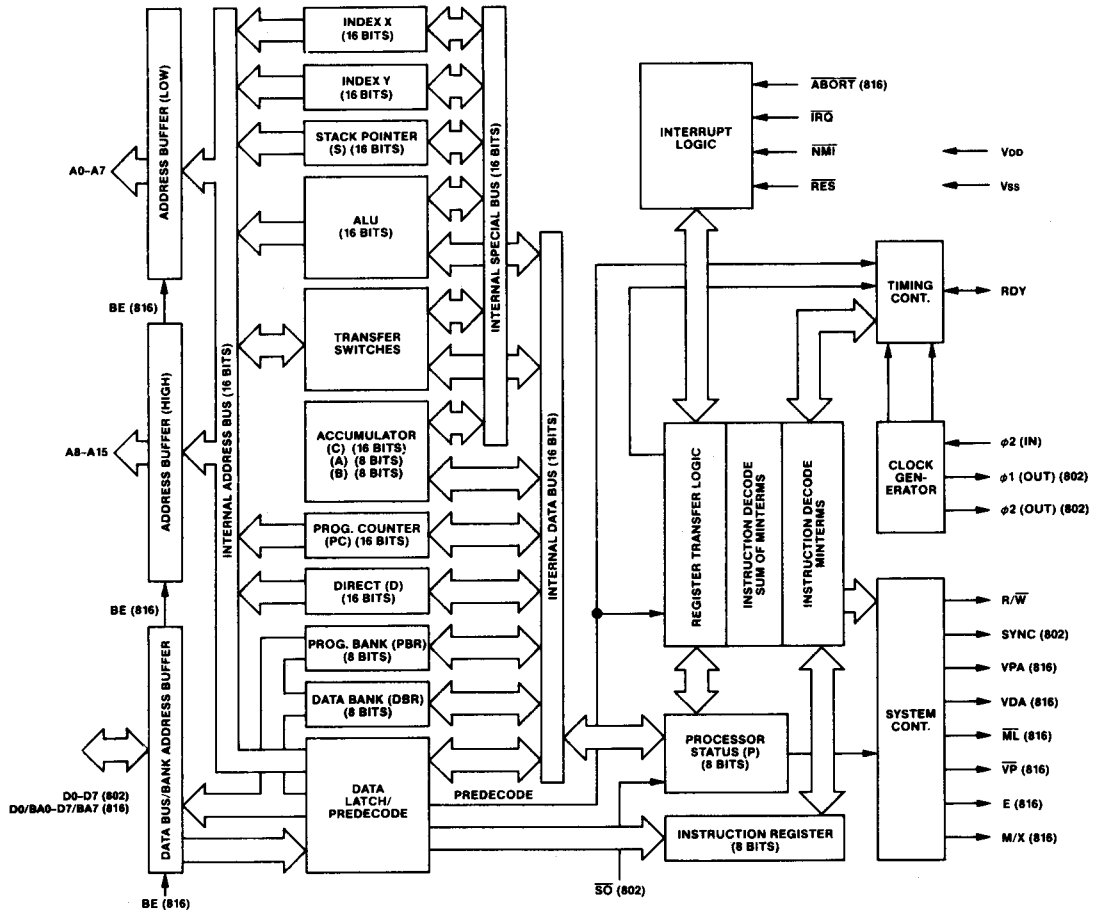 ADDRESS BUFFER (LOW)
A0–A7
BE (816)
ADDRESS BUFFER (HIGH)
A8–A15
BE (816)
DATA BUS/BANK ADDRESS BUFFER
D0–D7 (802)
D0/BA0–D7/BA7 (816)
BE (816)
INTERNAL ADDRESS BUS (16 BITS)
INDEX X
(16 BITS)
INDEX Y
(16 BITS)
STACK POINTER
(S) (16 BITS)
ALU
(16 BITS)
TRANSFER
SWITCHES
ACCUMULATOR
(C) (16 BITS)
(A) (8 BITS)
(B) (8 BITS)
PROG. COUNTER
(PC) (16 BITS)
DIRECT (D)
(16 BITS)
PROG. BANK (PBR)
(8 BITS)
DATA BANK (DBR)
(8 BITS)
DATA
LATCH/
PREDECODE
INTERNAL SPECIAL BUS (16 BITS)
INTERNAL DATA BUS (16 BITS)
PREDECODE
INTERRUPT
LOGIC
A̅B̅O̅R̅T̅ (816)
I̅R̅Q̅
N̅M̅I̅
R̅E̅S̅
VDD
VSS
TIMING
CONT.
RDY
REGISTER TRANSFER LOGIC
INSTRUCTION DECODE
SUM OF MINTERMS
INSTRUCTION DECODE
MINTERMS
CLOCK
GEN-
ERATOR
ϕ2 (IN)
ϕ1 (OUT) (802)
ϕ2 (OUT) (802)
PROCESSOR
STATUS (P)
(8 BITS)
INSTRUCTION REGISTER
(8 BITS)
S̅O̅ (802)
SYSTEM
CONT.
R/W̅
SYNC (802)
VPA (816)
VDA (816)
M̅L̅ (816)
V̅P̅ (816)
E (816)
M/X (816)